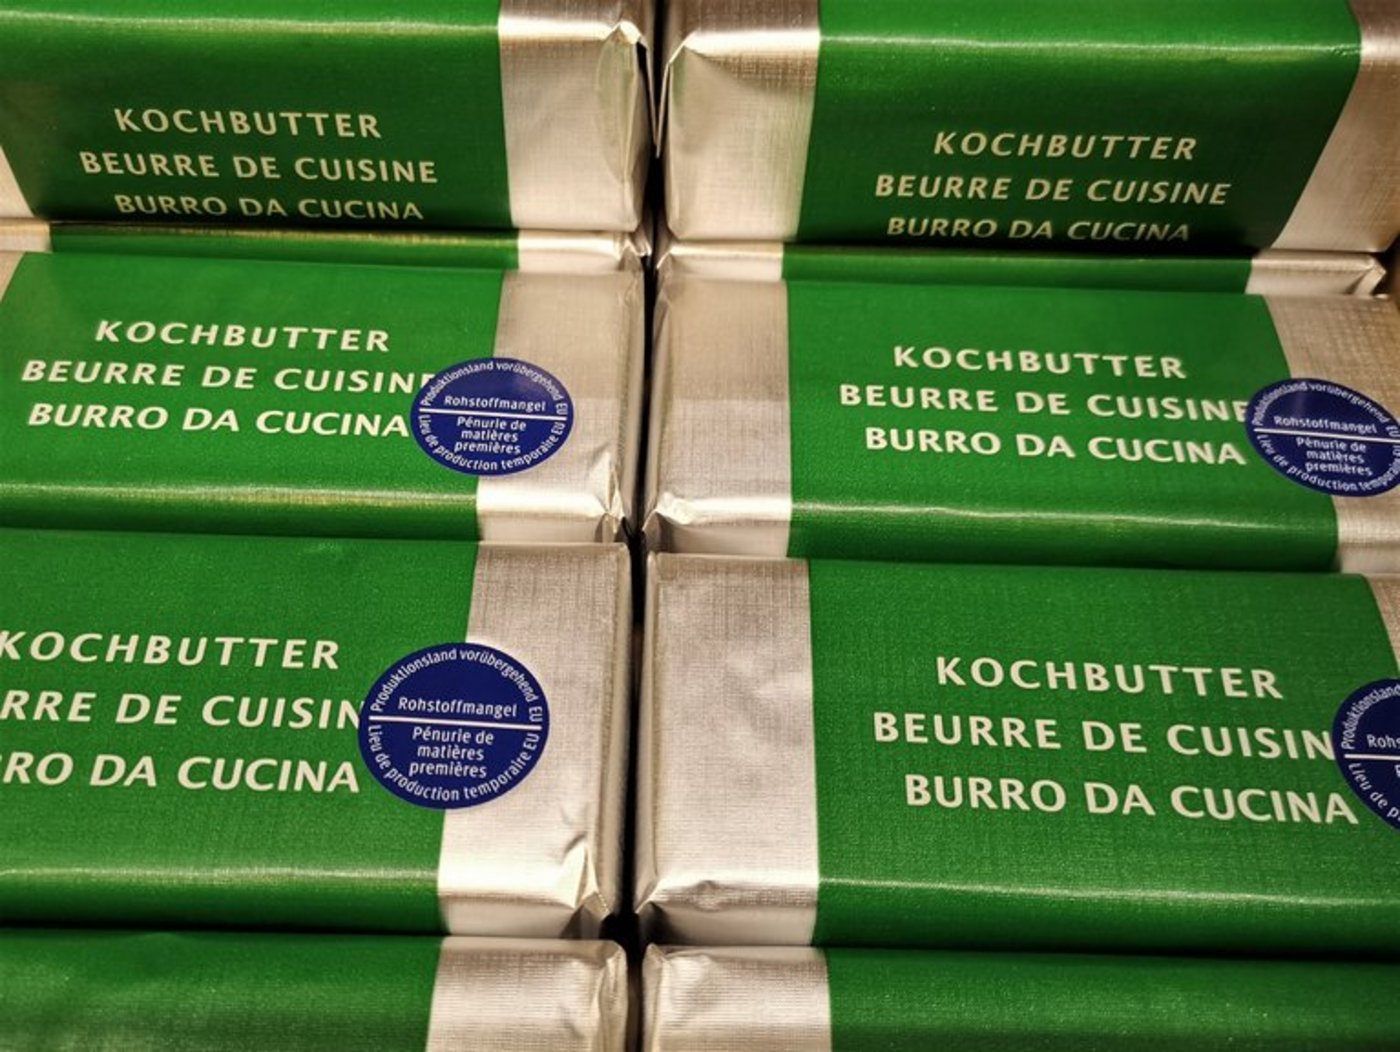 KOCHBUTTER
BEURRE DE CUISINE
BURRO DA CUCINA
KOCHBUTTER
BEURRE DE CUISINE
BURRO DA CUCINA
KOCHBUTTER
BEURRE DE CUISINE
BURRO DA CUCINA
Produktionsland vorübergehend EU
Rohstoffmangel
Pénurie de
matières
premières
Lieu de production temporaire EU
KOCHBUTTER
BEURRE DE CUISINE
BURRO DA CUCINA
Produktionsland vorübergehend EU
Rohstoffmangel
Pénurie de
matières
premières
Lieu de production temporaire
KOCHBUTTER
RRE DE CUISIN
RO DA CUCINA
Produktionsland vorübergehend EU
Rohstoffmangel
Pénurie de
matières
premières
Lieu de production temporaire EU
KOCHBUTTER
BEURRE DE CUISIN
BURRO DA CUCINA
Produktionsland
Rohs
Lieu de p